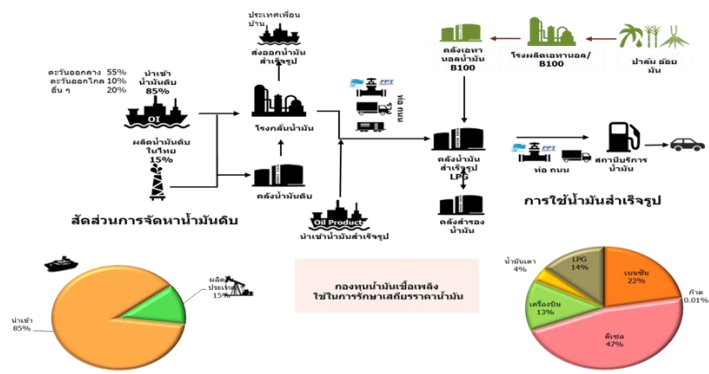 ประเทศเพื่อน
บ้าน
ส่งออกน้ำมัน
สำเร็จรูป
ตะวันออกกลาง 55%
ตะวันออกไกล 10%
อื่น ๆ 20%
นำเข้า
น้ำมันดิบ
85%
OI
ผลิตน้ำมันดิบ
ในไทย
15%
โรงกลั่นน้ำมัน
คลังน้ำมันดิบ
FPT
ท่อ ถนน
Oil Product
นำเข้าน้ำมันสำเร็จรูป
คลังเอทา
นอลน้ำมัน
B100
โรงผลิตเอทานอล/
B100
ปาล์ม อ้อย
มัน
คลังน้ำมัน
สำเร็จรูป
LPG
คลังสำรอง
น้ำมัน
FPT
ท่อ ถนน
สถานีบริการ
น้ำมัน
สัดส่วนการจัดหาน้ำมันดิบ
การใช้น้ำมันสำเร็จรูป
ผลิต
ประเทศ
15%
นำเข้า
85%
กองทุนน้ำมันเชื้อเพลิง
ใช้ในการรักษาเสถียรราคาน้ำมัน
น้ำมันเตา
4%
LPG
14%
เบนซิน
22%
ก๊าด
0.01%
เครื่องบิน
13%
ดีเซล
47%